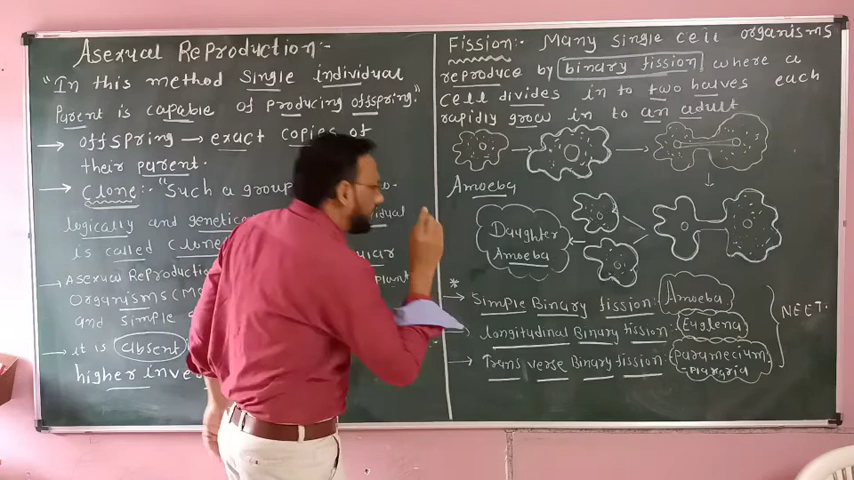 Asexual Reproduction:-
"In this method single individual
Parent is capable of producing offspring."
→ offspring → exact copies of
their parent.
→ Clone:- "Such a group
logically and genetic
is called Clone
→ Asexual Reproductio
Organisms (Mo
and simple
→ it is absent
higher inve
plant
Fission:- Many single cell organisms
reproduce by binary fission where a
cell divides in to two halves each
rapidly grow in to an adult
Amoeba
Daughter
Amoeba
* → Simple Binary fission: Amoeba
longitudinal Binary fission: Euglena
→ Transverse Binary fission: paramecium
-planaria
NEET.